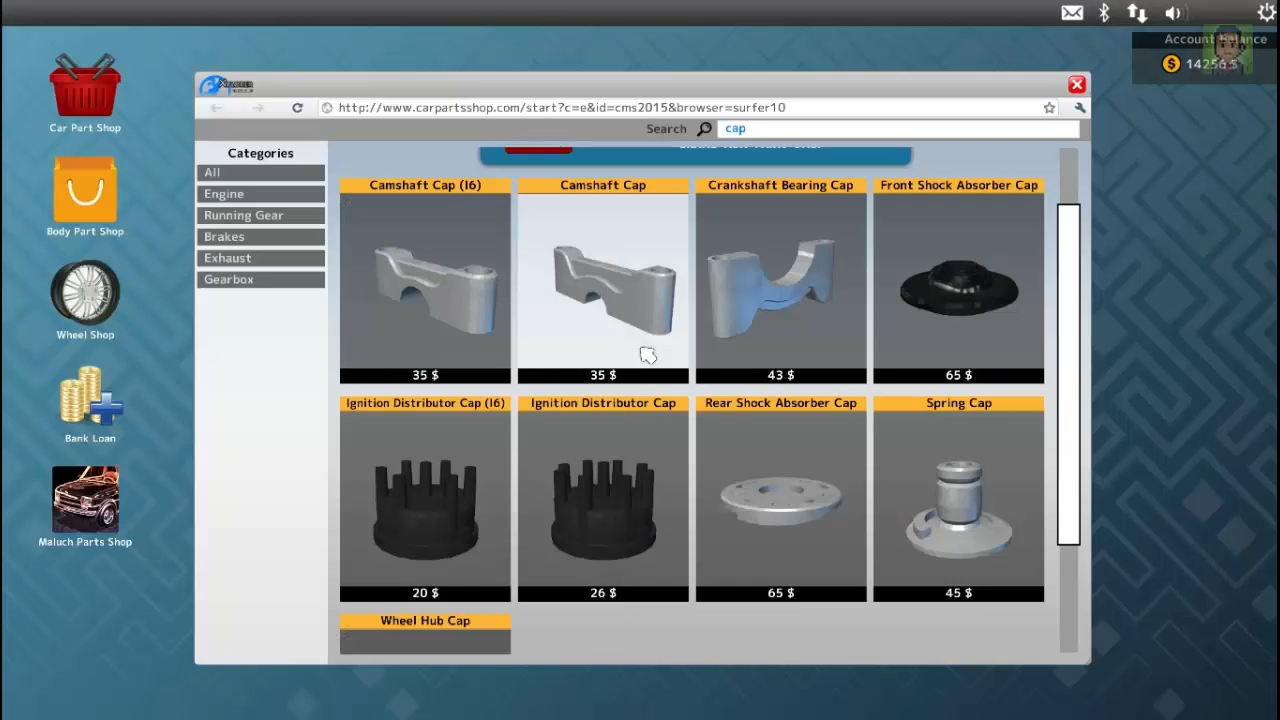 Account Balance
14256 $
Car Part Shop
Body Part Shop
Wheel Shop
Bank Loan
Maluch Parts Shop
http://www.carpartsshop.com/start?c=e&id=cms2015&browser=surfer10
Search cap
Categories
All
Engine
Running Gear
Brakes
Exhaust
Gearbox
Camshaft Cap (I6)
35 $
Camshaft Cap
35 $
Crankshaft Bearing Cap
43 $
Front Shock Absorber Cap
65 $
Ignition Distributor Cap (I6)
20 $
Ignition Distributor Cap
26 $
Rear Shock Absorber Cap
65 $
Spring Cap
45 $
Wheel Hub Cap